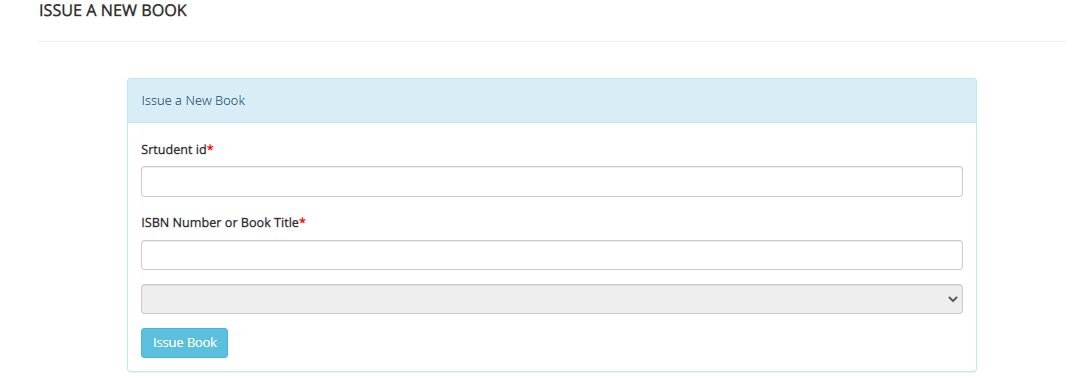 ISSUE A NEW BOOK
Issue a New Book
Srtudent id*
ISBN Number or Book Title*
Issue Book